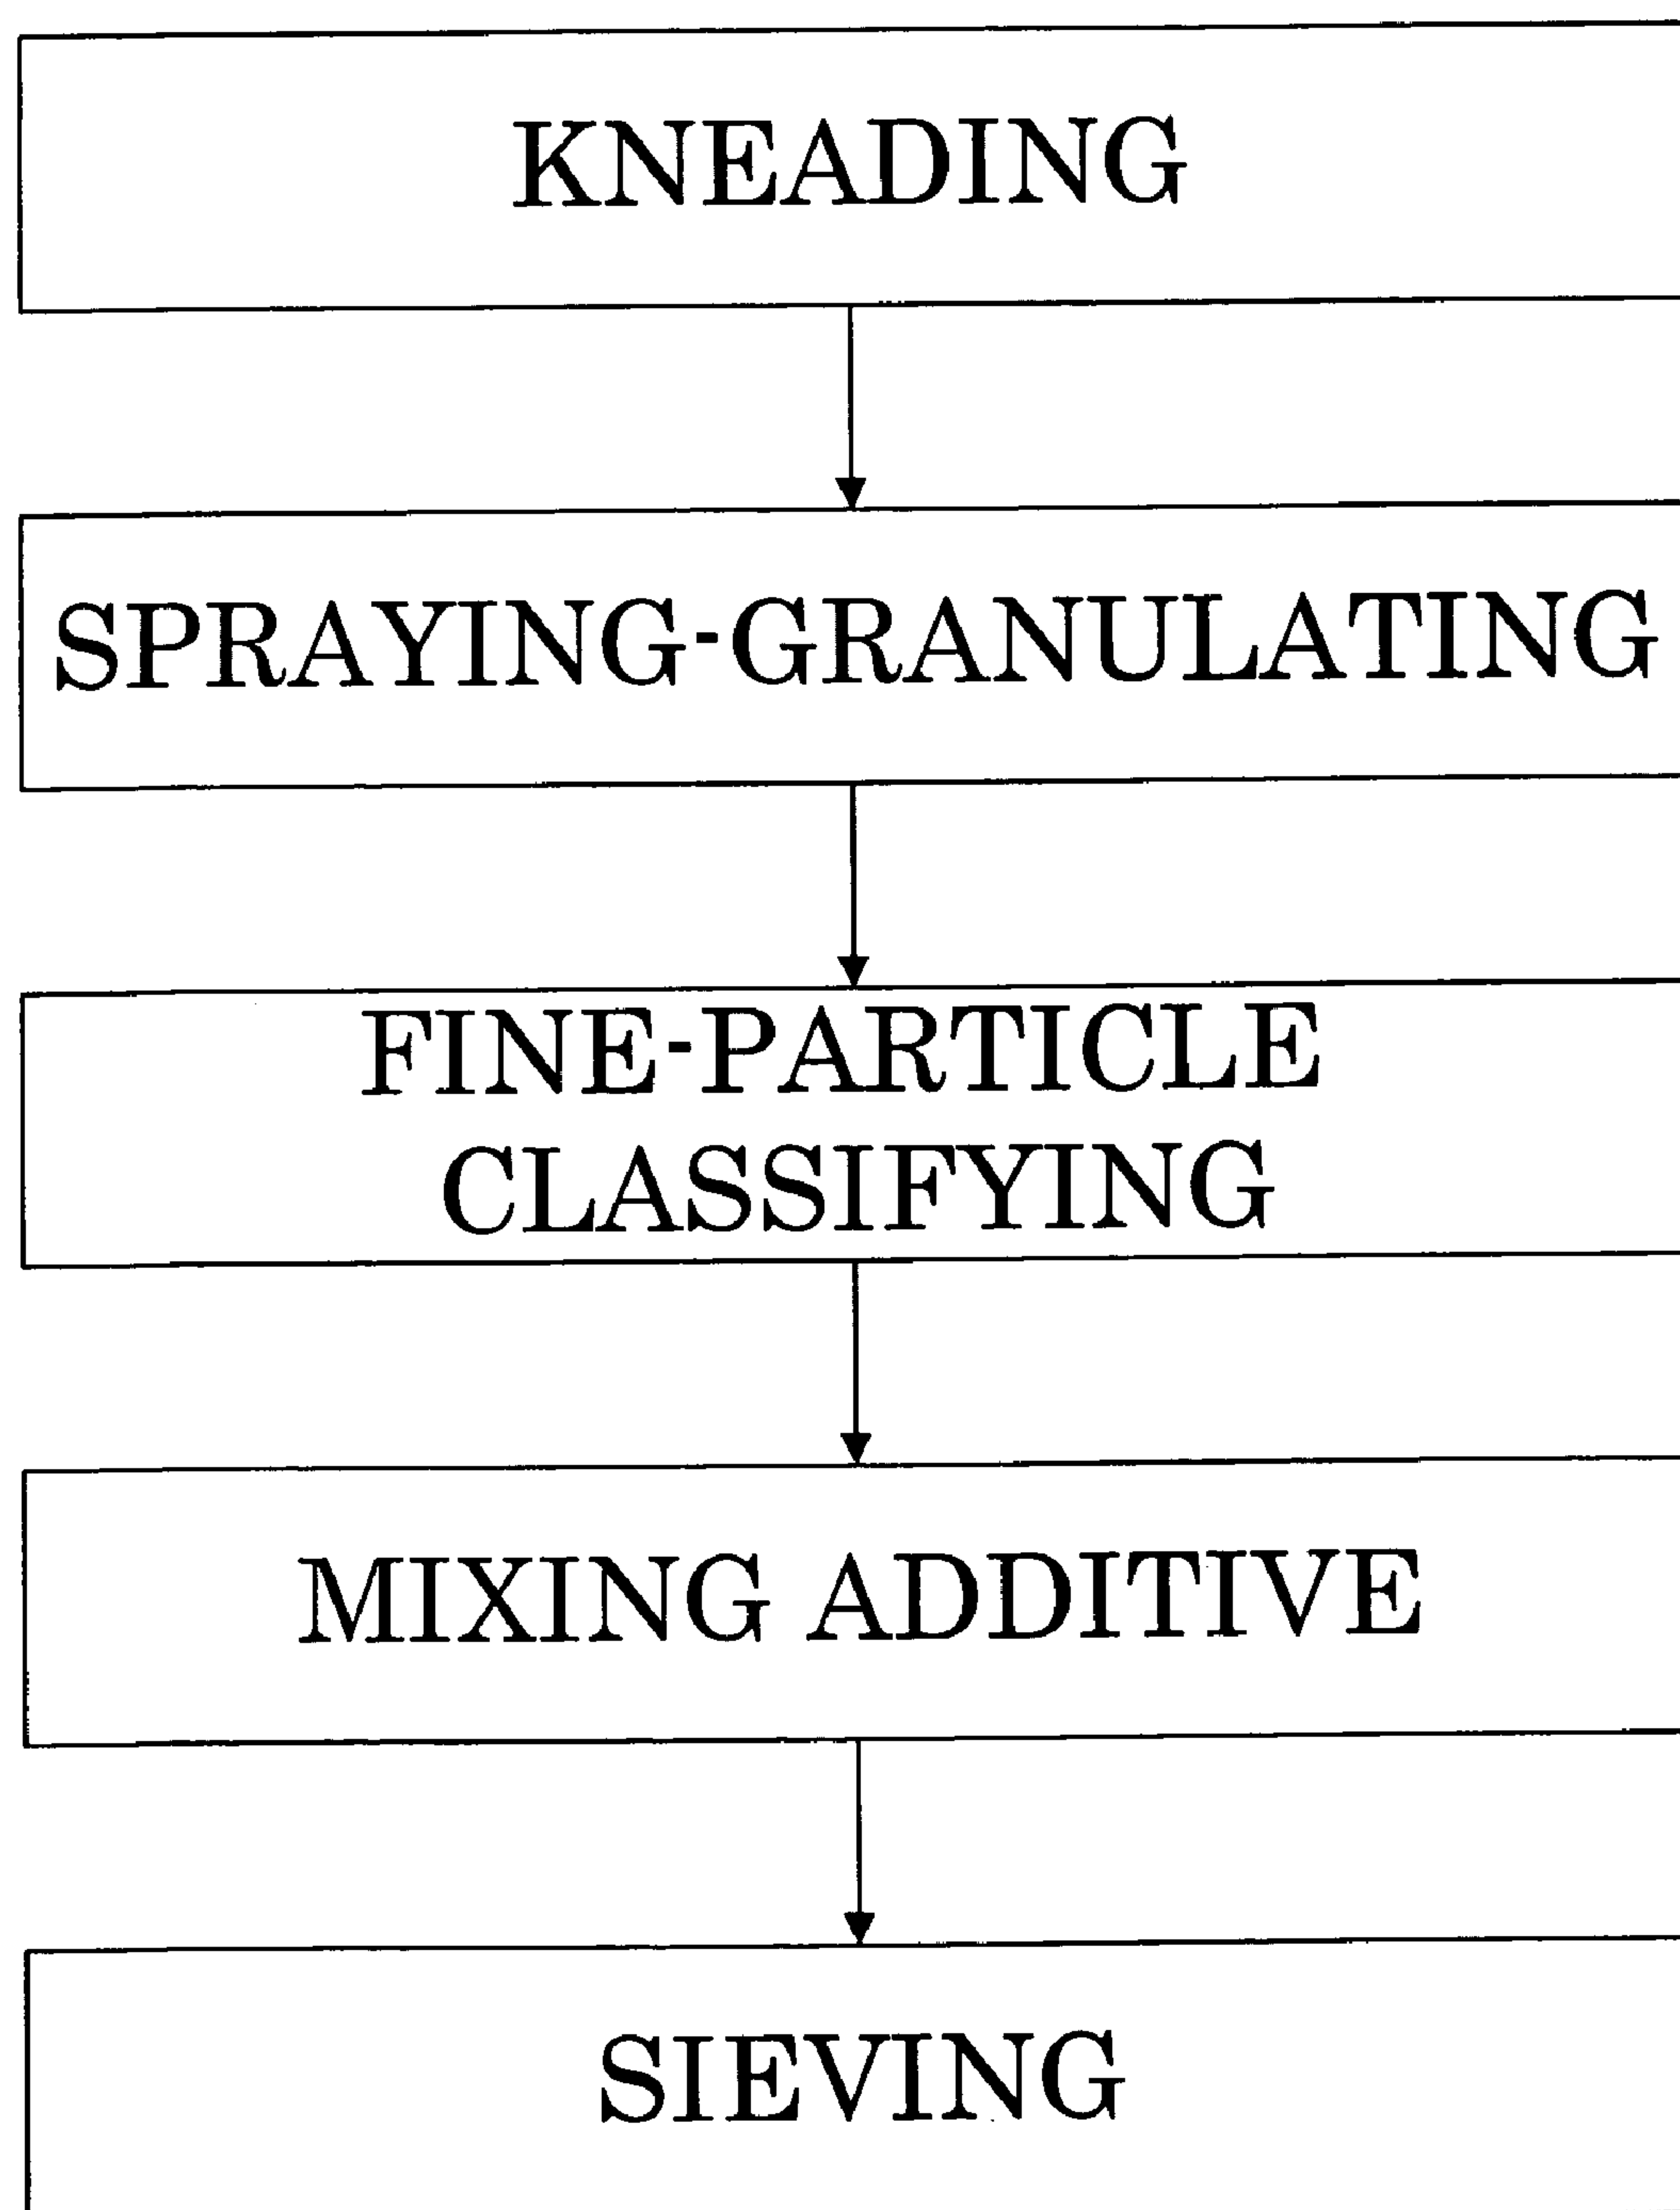 KNEADING
SPRAYING-GRANULATING
FINE-PARTICLE
CLASSIFYING
MIXING ADDITIVE
SIEVING